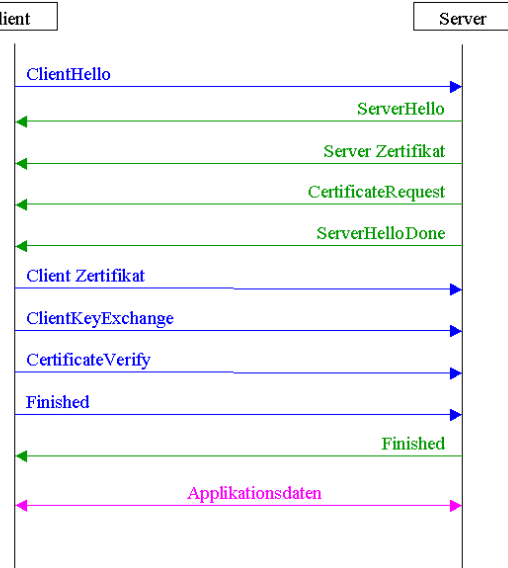 lient
Server
ClientHello
ServerHello
Server Zertifikat
CertificateRequest
ServerHelloDone
Client Zertifikat
ClientKeyExchange
CertificateVerify
Finished
Finished
Applikationsdaten